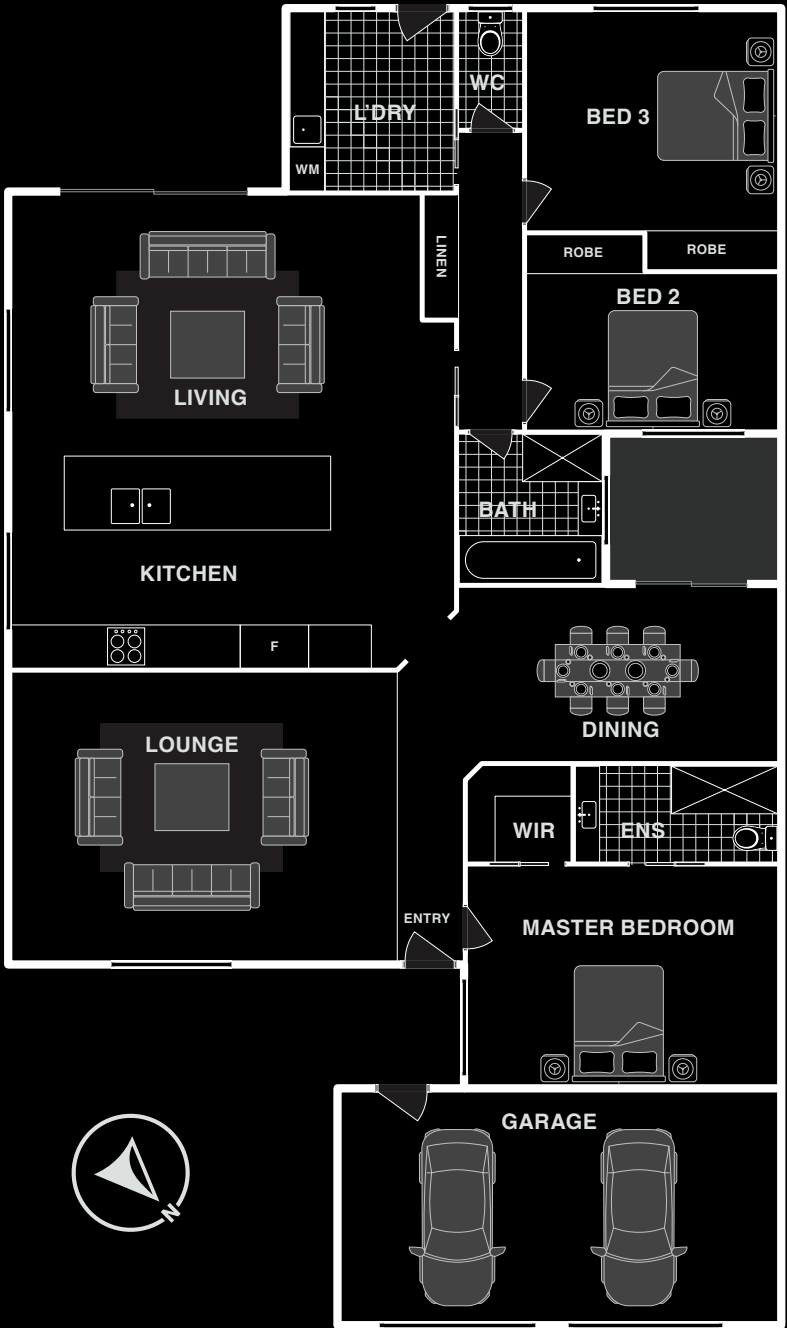 WC
L'DRY
BED 3
WM
LINEN
ROBE
ROBE
BED 2
LIVING
BATH
KITCHEN
F
DINING
LOUNGE
WIR
ENS
ENTRY
MASTER BEDROOM
GARAGE
N